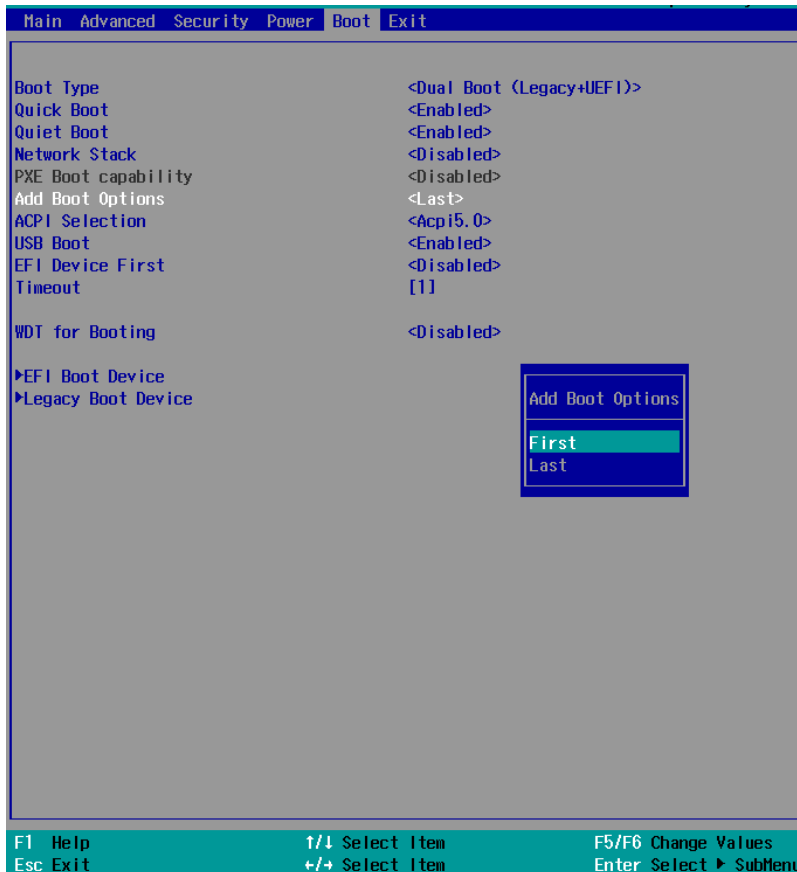 Main Advanced Security Power Boot Exit
Boot Type <Dual Boot (Legacy+UEFI)>
Quick Boot <Enabled>
Quiet Boot <Enabled>
Network Stack <Disabled>
PXE Boot capability <Disabled>
Add Boot Options <Last>
ACPI Selection <Acpi5.0>
USB Boot <Enabled>
EFI Device First <Disabled>
Timeout [1]
WDT for Booting <Disabled>
▶EFI Boot Device
▶Legacy Boot Device
Add Boot Options
First
Last
F1 Help ↑/↓ Select Item F5/F6 Change Values
Esc Exit ←/→ Select Item Enter Select ▶ SubMenu